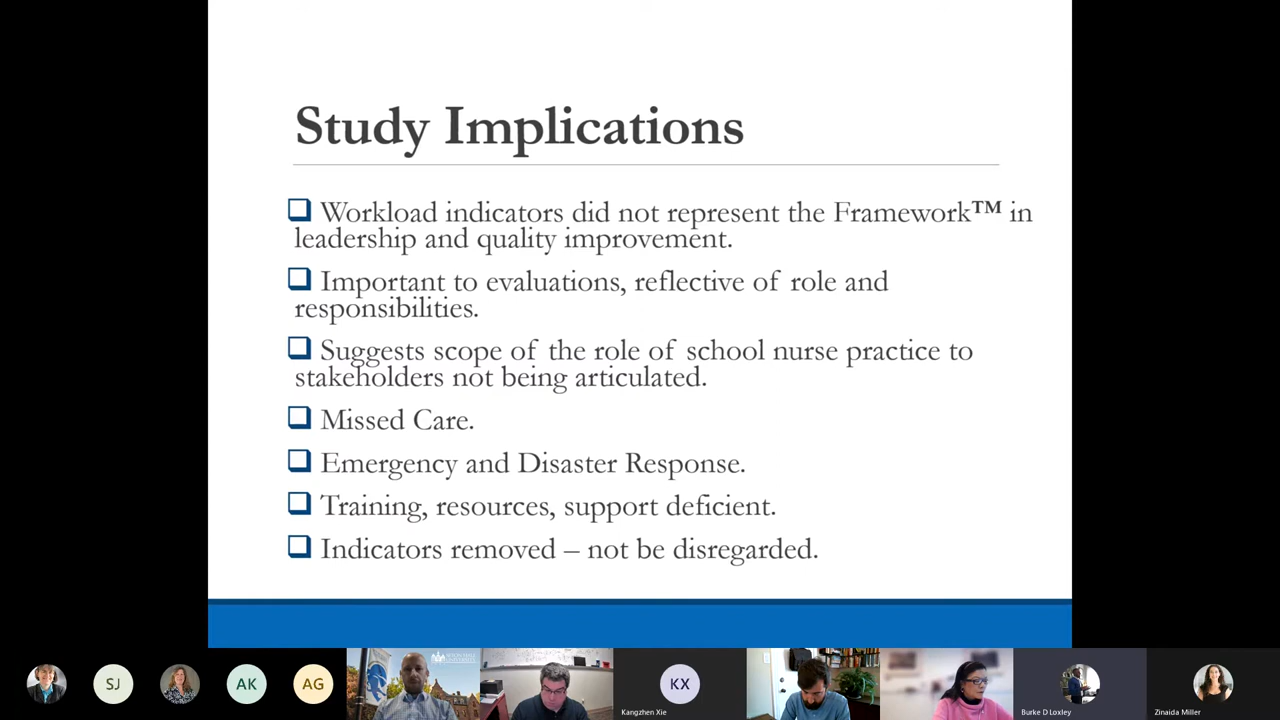 Study Implications
Workload indicators did not represent the Framework™ in
leadership and quality improvement.
Important to evaluations, reflective of role and
responsibilities.
Suggests scope of the role of school nurse practice to
stakeholders not being articulated.
Missed Care.
Emergency and Disaster Response.
Training, resources, support deficient.
Indicators removed – not be disregarded.
SJ
AK
AG
SETON HALL
UNIVERSITY
KX
Kangzhen Xie
Burke D Loxley
Zinaida Miller